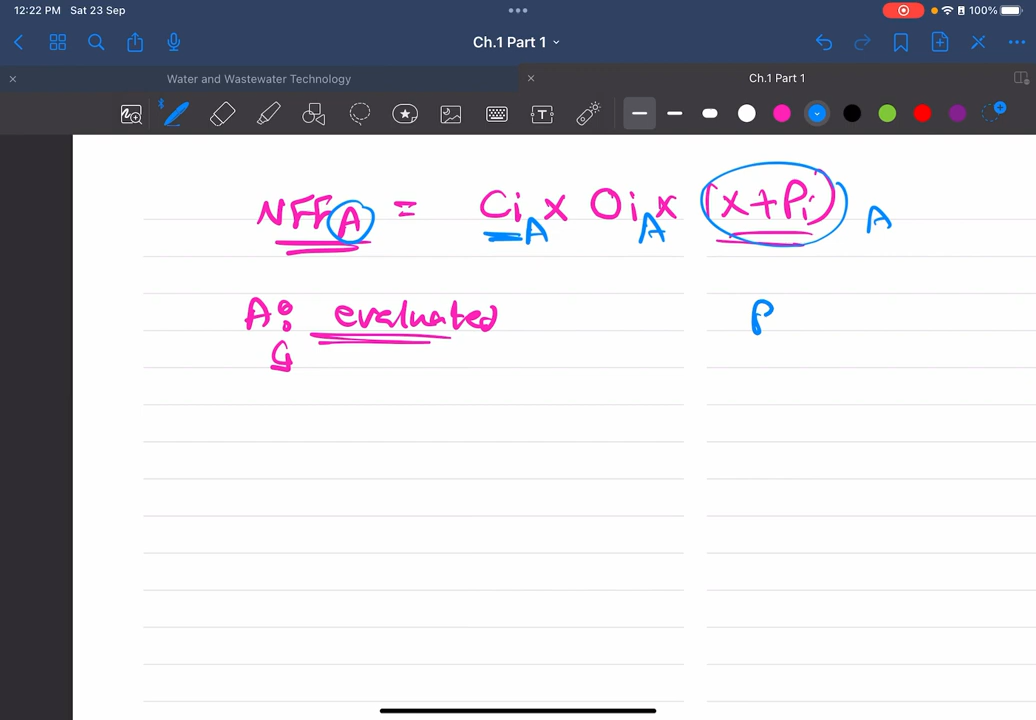 12:22 PM Sat 23 Sep
100%
Ch.1 Part 1
Water and Wastewater Technology
Ch.1 Part 1
NFFA = Ci A x Oi A x (x+Pi) A
A: evaluated
P